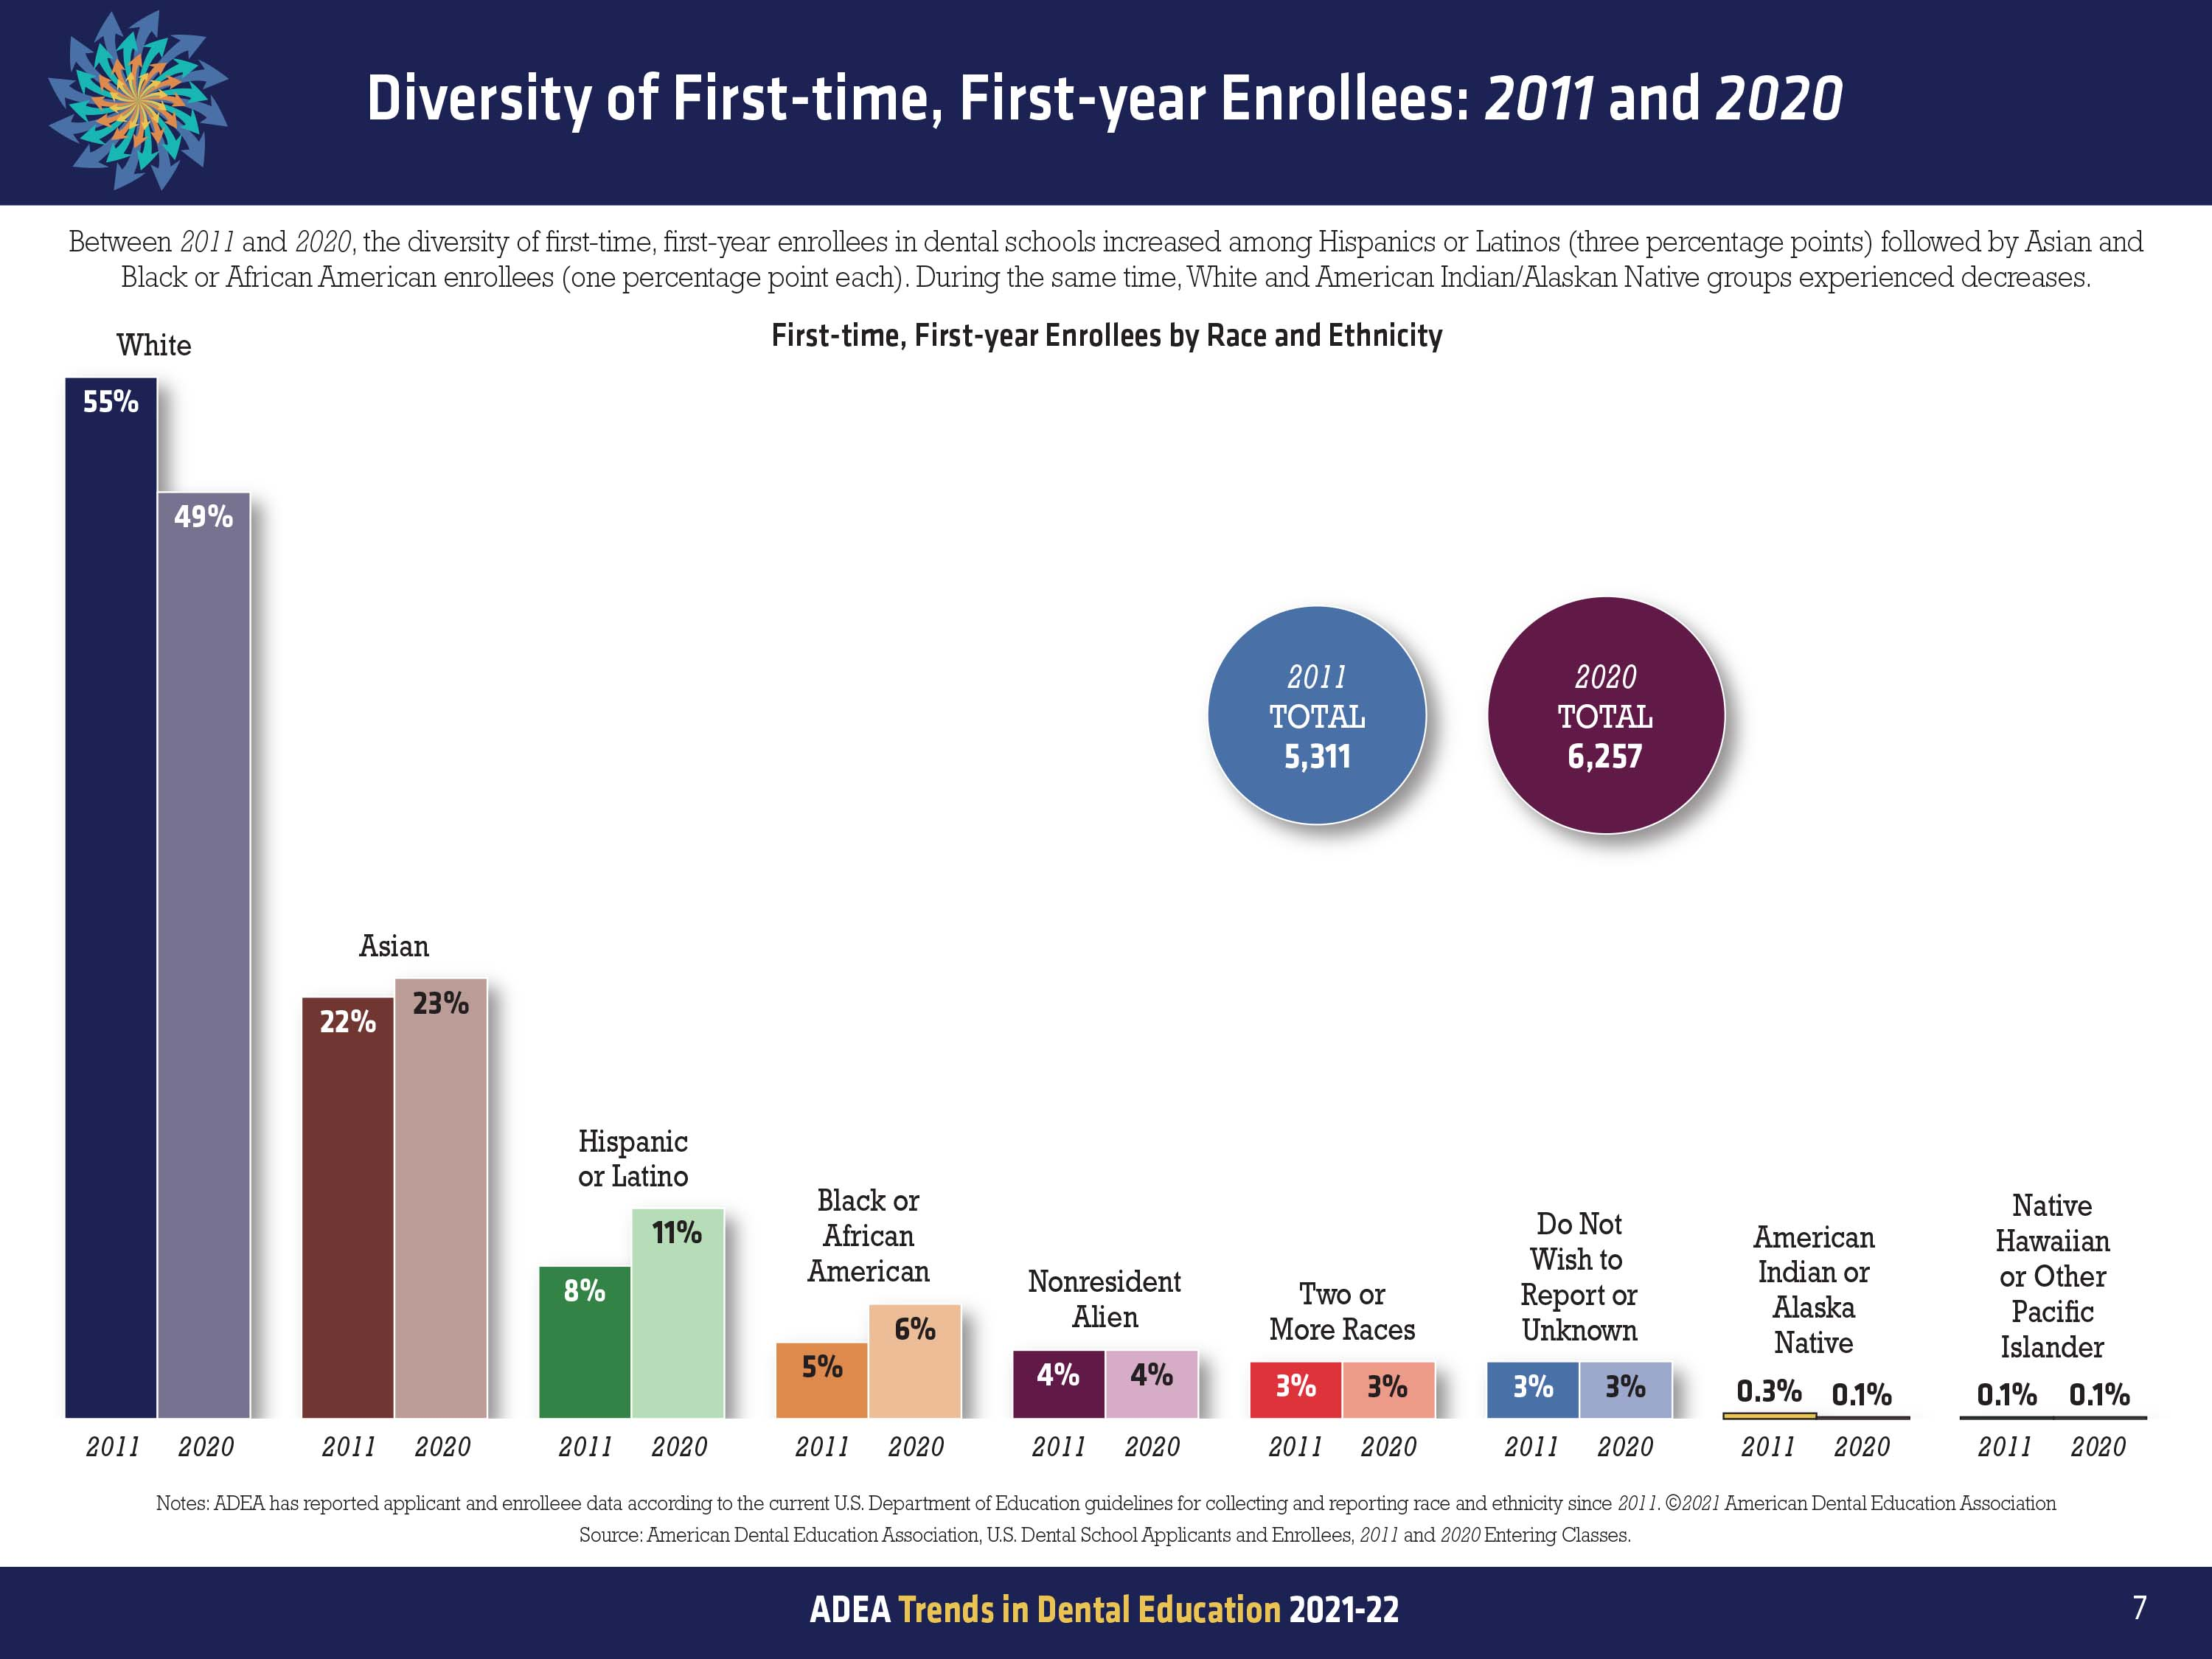 Diversity of First-time, First-year Enrollees: 2011 and 2020
Between 2011 and 2020, the diversity of first-time, first-year enrollees in dental schools increased among Hispanics or Latinos (three percentage points) followed by Asian and
Black or African American enrollees (one percentage point each). During the same time, White and American Indian/Alaskan Native groups experienced decreases.
First-time, First-year Enrollees by Race and Ethnicity
White
55%
49%
2011 2020
Asian
22%
23%
2011 2020
Hispanic
or Latino
8%
11%
2011 2020
Black or
African
American
5%
6%
2011 2020
Nonresident
Alien
4% 4%
2011 2020
Two or
More Races
3% 3%
2011 2020
Do Not
Wish to
Report or
Unknown
3% 3%
2011 2020
American
Indian or
Alaska
Native
0.3% 0.1%
2011 2020
Native
Hawaiian
or Other
Pacific
Islander
0.1% 0.1%
2011 2020
2011
TOTAL
5,311
2020
TOTAL
6,257
Notes: ADEA has reported applicant and enrolleee data according to the current U.S. Department of Education guidelines for collecting and reporting race and ethnicity since 2011. ©2021 American Dental Education Association
Source: American Dental Education Association, U.S. Dental School Applicants and Enrollees, 2011 and 2020 Entering Classes.
ADEA Trends in Dental Education 2021-22
7